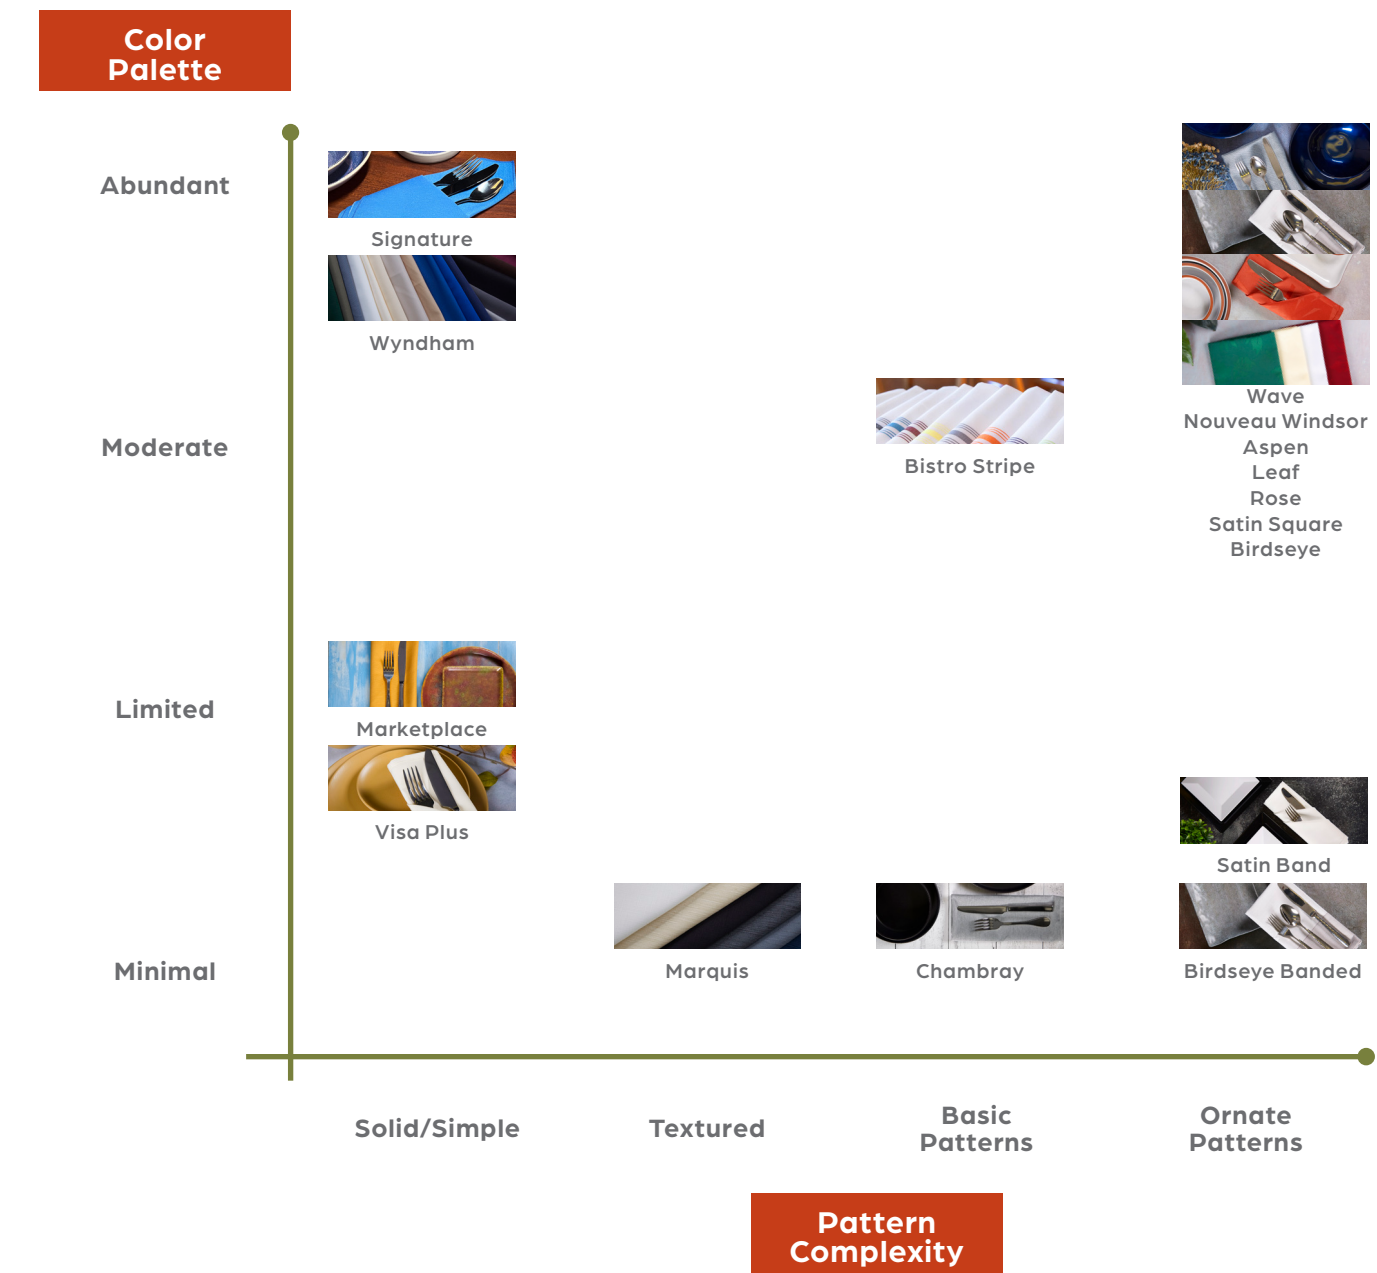 Color
Palette
Abundant
Signature
Wyndham
Wave
Nouveau Windsor
Aspen
Leaf
Rose
Satin Square
Birdseye
Moderate
Bistro Stripe
Limited
Marketplace
Visa Plus
Satin Band
Minimal
Marquis
Chambray
Birdseye Banded
Solid/Simple
Textured
Basic
Patterns
Ornate
Patterns
Pattern
Complexity